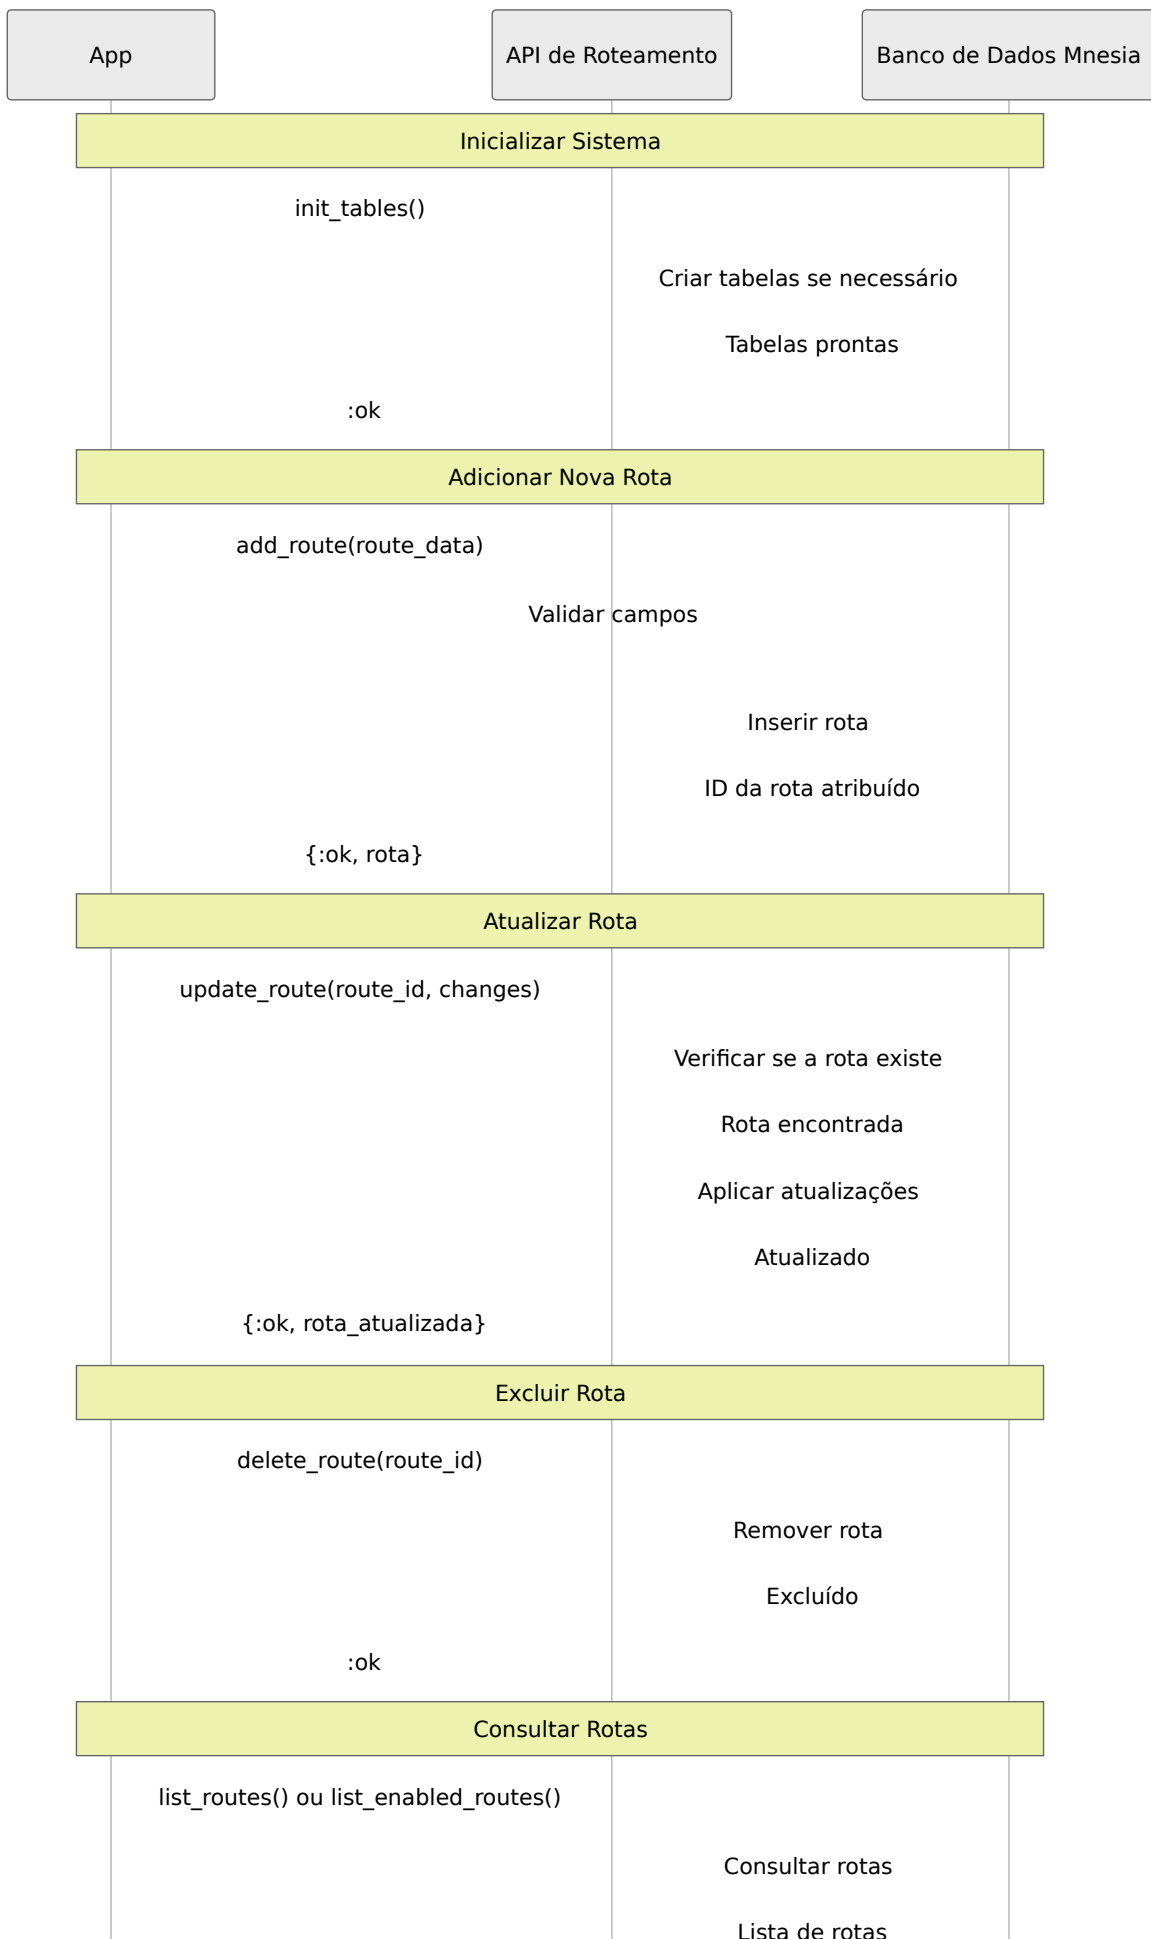 App
API de Roteamento
Banco de Dados Mnesia
Inicializar Sistema
init_tables()
Criar tabelas se necessário
Tabelas prontas
:ok
Adicionar Nova Rota
add_route(route_data)
Validar campos
Inserir rota
ID da rota atribuído
{:ok, rota}
Atualizar Rota
update_route(route_id, changes)
Verificar se a rota existe
Rota encontrada
Aplicar atualizações
Atualizado
{:ok, rota_atualizada}
Excluir Rota
delete_route(route_id)
Remover rota
Excluído
:ok
Consultar Rotas
list_routes() ou list_enabled_routes()
Consultar rotas
Lista de rotas